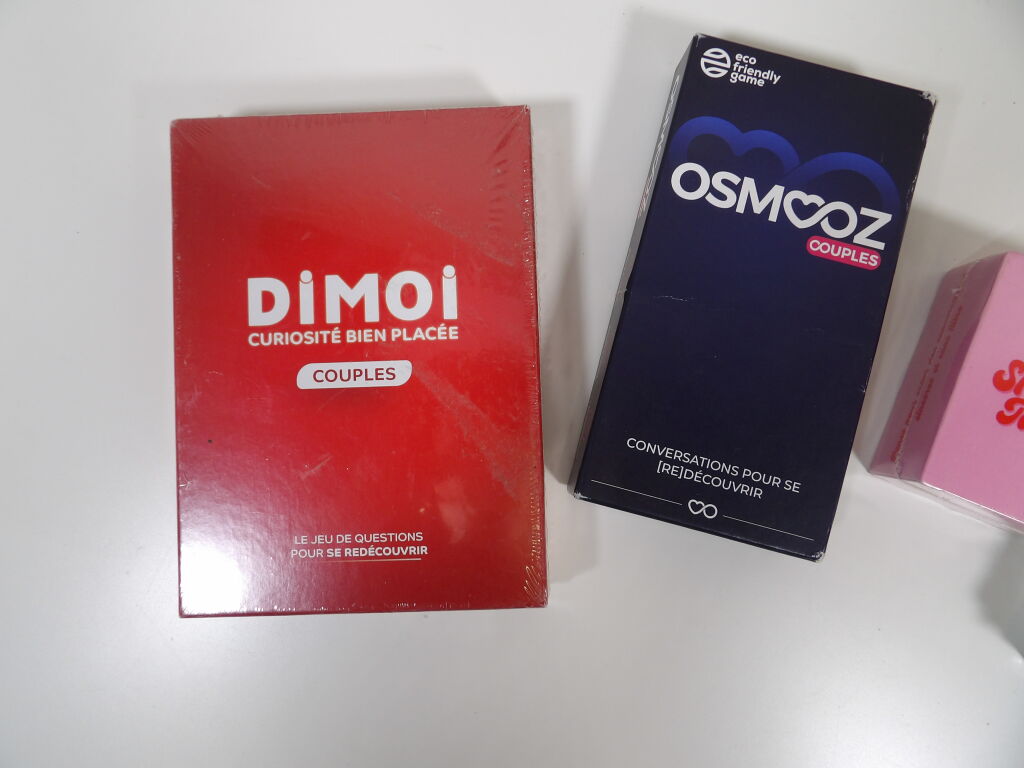 DiMOi
CURIOSITÉ BIEN PLACÉE
COUPLES
LE JEU DE QUESTIONS
POUR SE REDÉCOUVRIR
eco
friendly
game
OSMOOZ
COUPLES
CONVERSATIONS POUR SE
[RE]DÉCOUVRIR